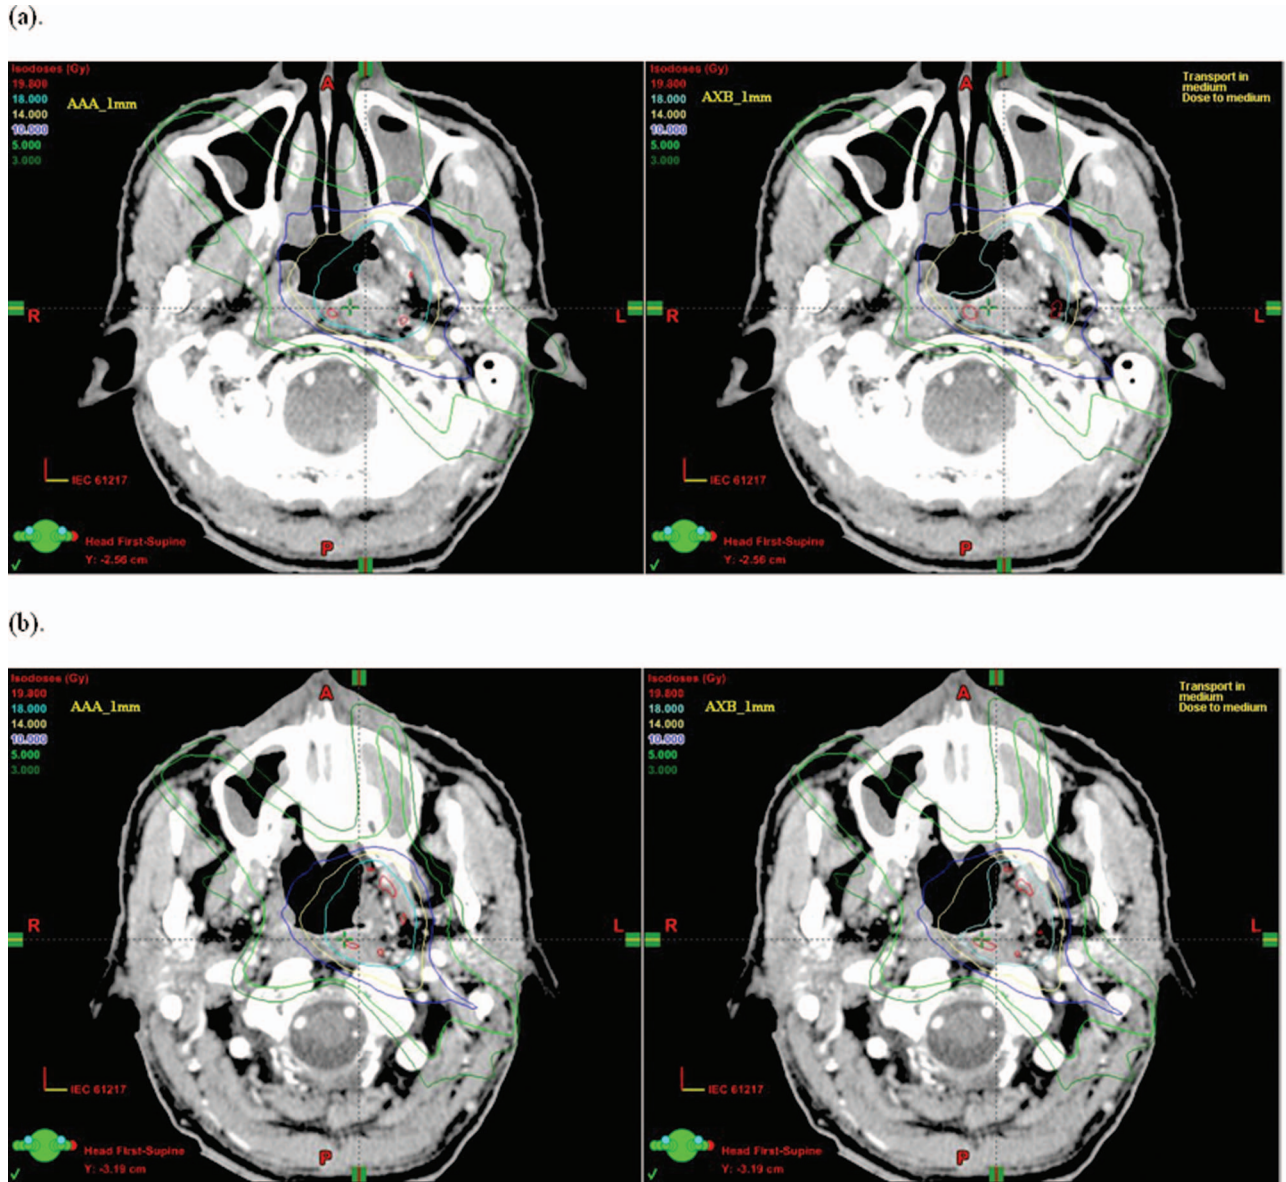 (a).
Isodoses (Gy)
19.800
18.000
14.000
10.000
5.000
3.000
AAA_1mm
A
R
L
IEC 61217
Head First-Supine
Y: -2.56 cm
P
Isodoses (Gy)
19.800
18.000
14.000
10.000
5.000
3.000
AXB_1mm
A
Transport in
medium
Dose to medium
R
L
IEC 61217
Head First-Supine
Y: -2.56 cm
P
(b).
Isodoses (Gy)
19.800
18.000
14.000
10.000
5.000
3.000
AAA_1mm
A
R
L
IEC 61217
Head First-Supine
Y: -3.19 cm
P
Isodoses (Gy)
19.800
18.000
14.000
10.000
5.000
3.000
AXB_1mm
A
Transport in
medium
Dose to medium
R
L
IEC 61217
Head First-Supine
Y: -3.19 cm
P